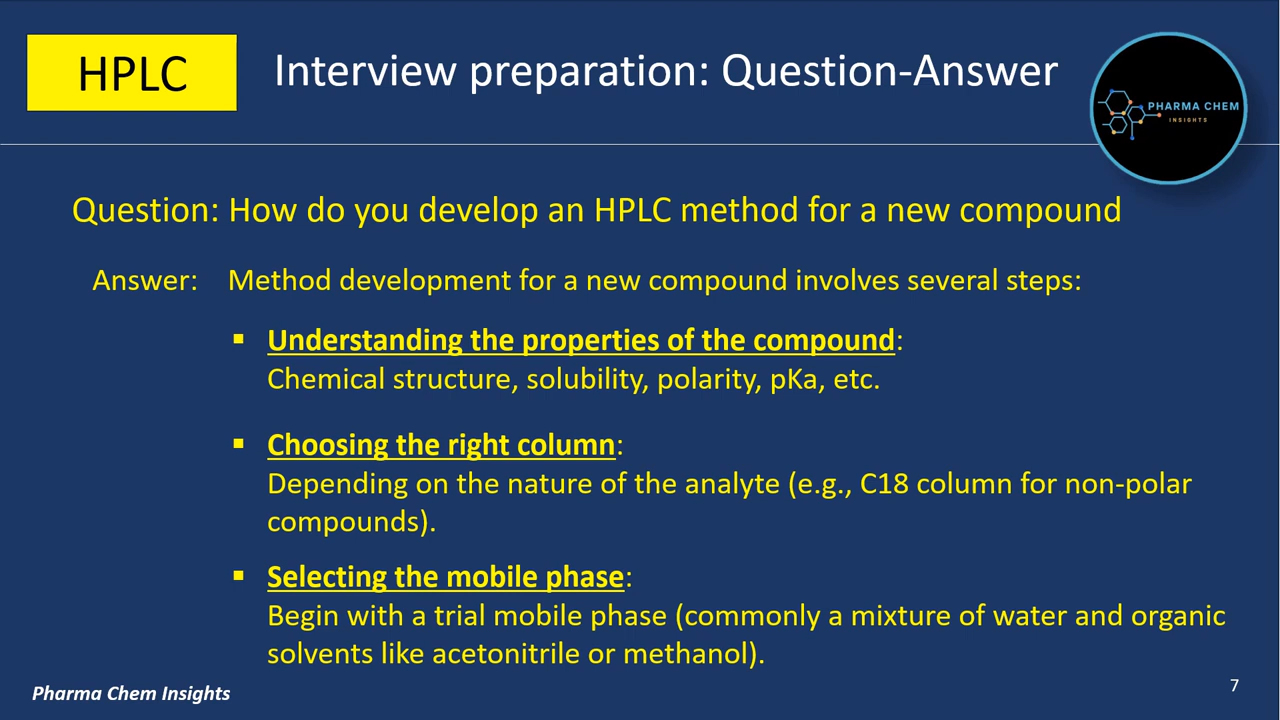 HPLC
Interview preparation: Question-Answer
PHARMA CHEM
INSIGHTS
Question: How do you develop an HPLC method for a new compound
Answer: Method development for a new compound involves several steps:
▪ Understanding the properties of the compound:
Chemical structure, solubility, polarity, pKa, etc.
▪ Choosing the right column:
Depending on the nature of the analyte (e.g., C18 column for non-polar
compounds).
▪ Selecting the mobile phase:
Begin with a trial mobile phase (commonly a mixture of water and organic
solvents like acetonitrile or methanol).
Pharma Chem Insights
7